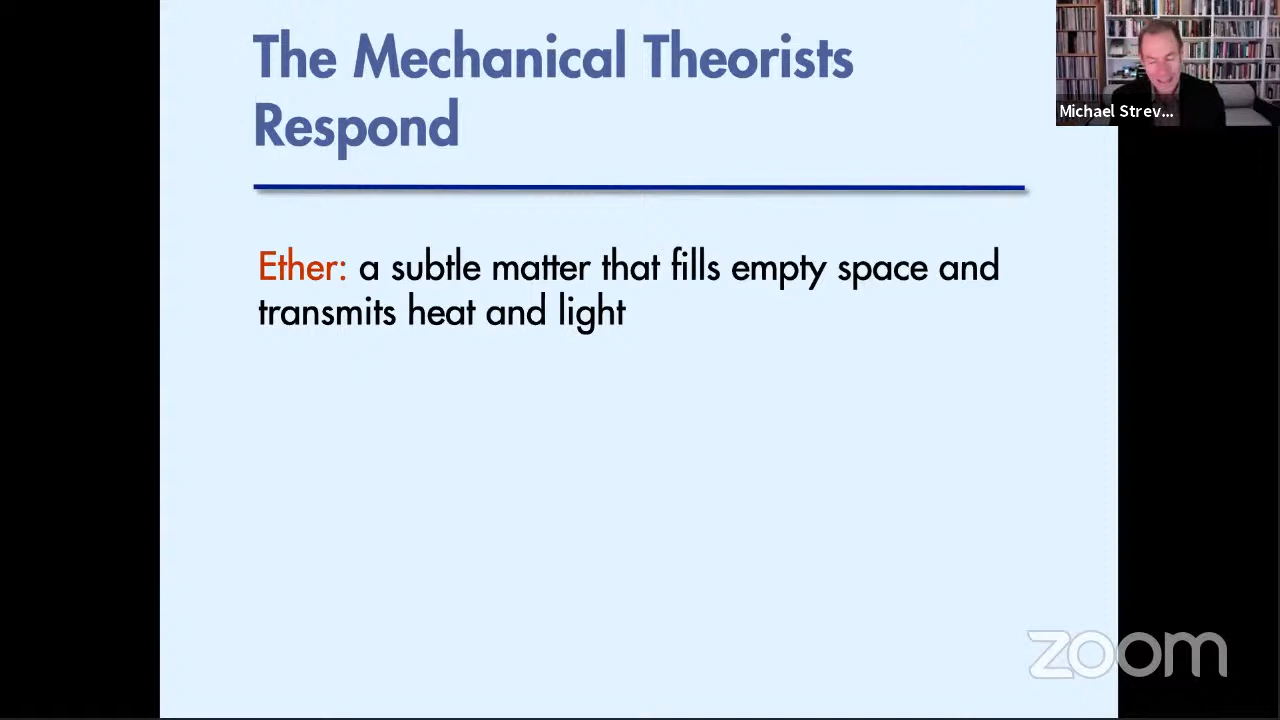 The Mechanical Theorists
Respond
Michael Strev...
Ether: a subtle matter that fills empty space and
transmits heat and light
zoom